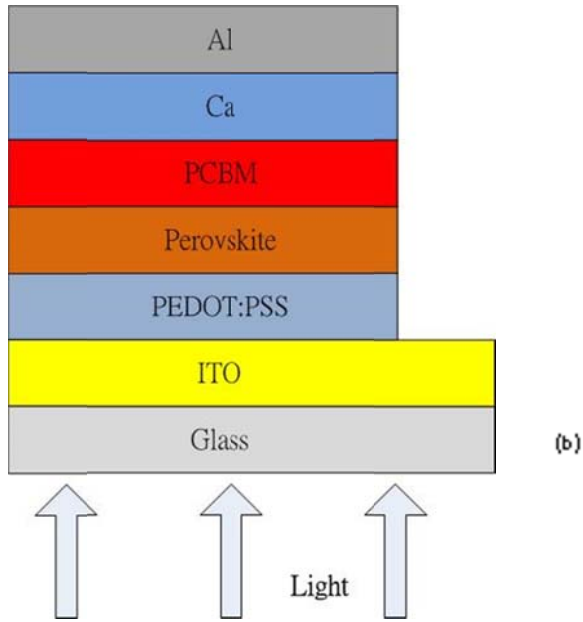 Al
Ca
PCBM
Perovskite
PEDOT:PSS
ITO
Glass
(b)
Light